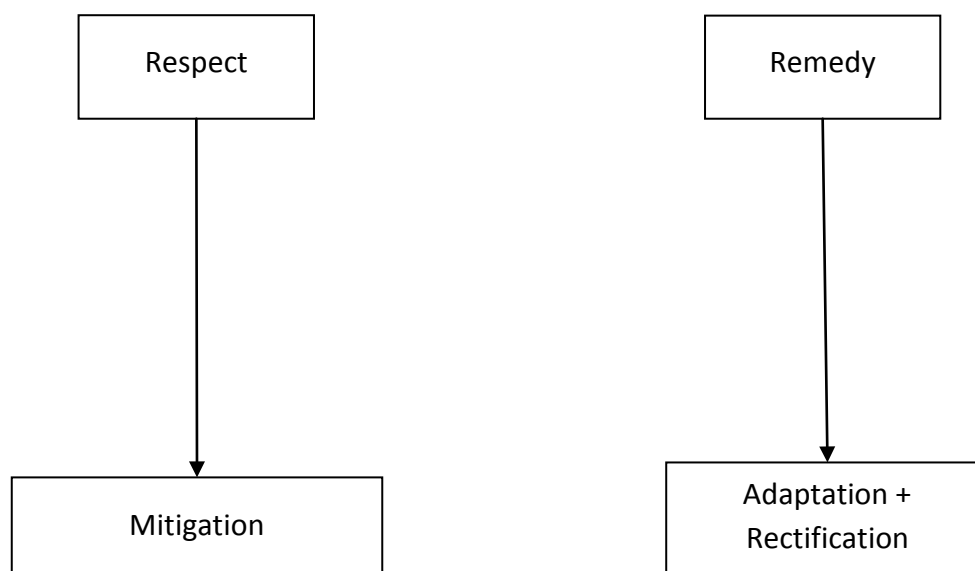 Respect
Remedy
Mitigation
Adaptation +
Rectification